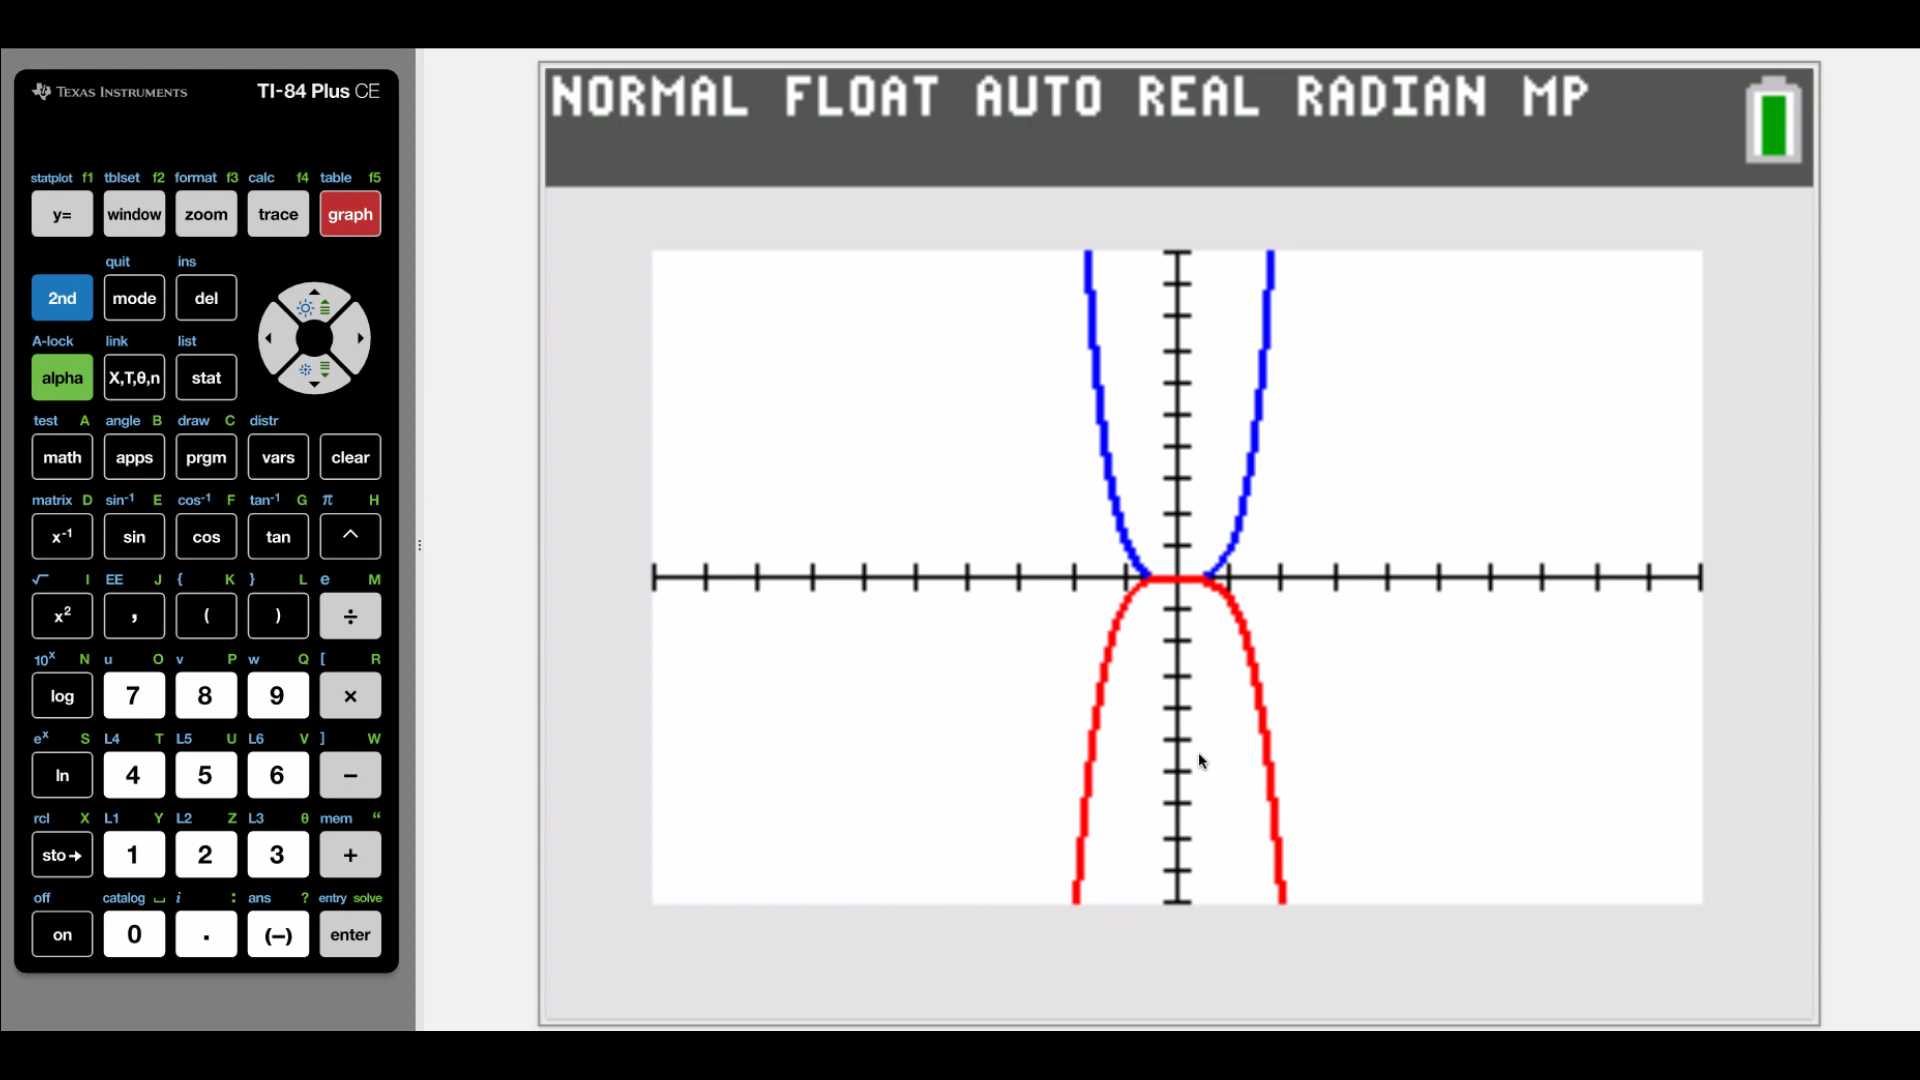 NORMAL FLOAT AUTO REAL RADIAN MP
TEXAS INSTRUMENTS TI-84 Plus CE
statplot f1 tblset f2 format f3 calc f4 table f5
y= window zoom trace graph
quit ins
2nd mode del
A-lock link list
alpha X,T,θ,n stat
test A angle B draw C distr
math apps prgm vars clear
matrix D sin⁻¹ E cos⁻¹ F tan⁻¹ G π H
x⁻¹ sin cos tan ^
√ I EE J { K } L e M
x² , ( ) ÷
10ˣ N u O v P w Q [ R
log 7 8 9 ×
eˣ S L4 T L5 U L6 V ] W
ln 4 5 6 −
rcl X L1 Y L2 Z L3 θ mem “
sto→ 1 2 3 +
off catalog ⎵ i : ans ? entry solve
on 0 . (−) enter